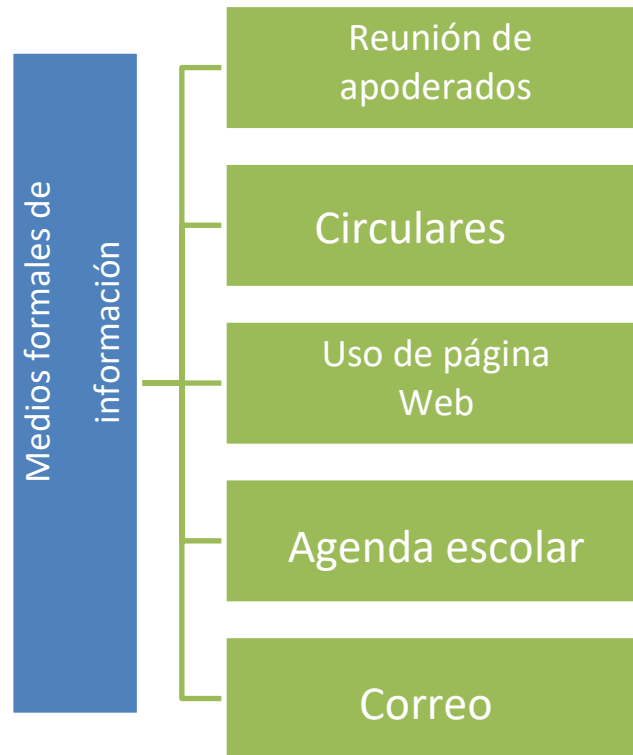 Medios formales de
información
Reunión de
apoderados
Circulares
Uso de página
Web
Agenda escolar
Correo